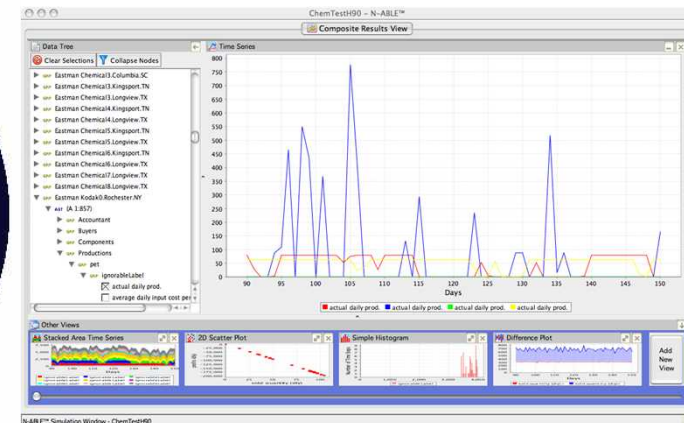 ChemTestH90 – N-ABLE™
Composite Results View
Data Tree
Time Series
Clear Selections
Collapse Nodes
Eastman Chemical3.Columbia.SC
Eastman Chemical3.Kingsport.TN
Eastman Chemical3.Longview.TX
Eastman Chemical4.Kingsport.TN
Eastman Chemical4.Longview.TX
Eastman Chemical5.Kingsport.TN
Eastman Chemical5.Longview.TX
Eastman Chemical6.Kingsport.TN
Eastman Chemical6.Longview.TX
Eastman Chemical7.Longview.TX
Eastman Chemical8.Longview.TX
Eastman Kodak0.Rochester.NY
(A 1:857)
Accountant
Buyers
Components
Productions
pet
ignorableLabel
actual daily prod.
average daily input cost per
800
750
700
650
600
550
500
450
400
350
300
250
200
150
100
50
0
90 95 100 105 110 115 120 125 130 135 140 145 150
Days
actual daily prod. actual daily prod. actual daily prod. actual daily prod.
Other Views
Stacked Area Time Series
2D Scatter Plot
Simple Histogram
Difference Plot
Add
New
View
N-ABLE™ Simulation Window - ChemTestH90